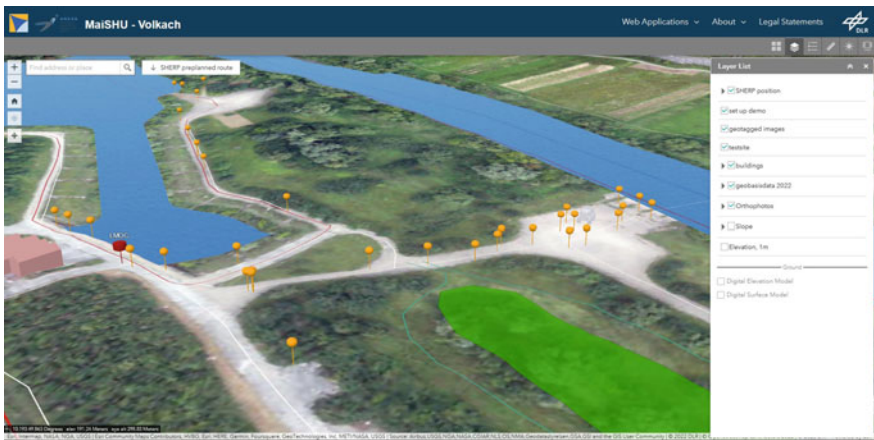 MaiSHU - Volkach
Web Applications About Legal Statements
DLR
Find address or place
SHERP preplanned route
Layer List
SHERP position
set up demo
geotagged images
testsite
buildings
geobasisdata 2022
Orthophotos
Slope
Elevation, 1m
Ground
Digital Elevation Model
Digital Surface Model